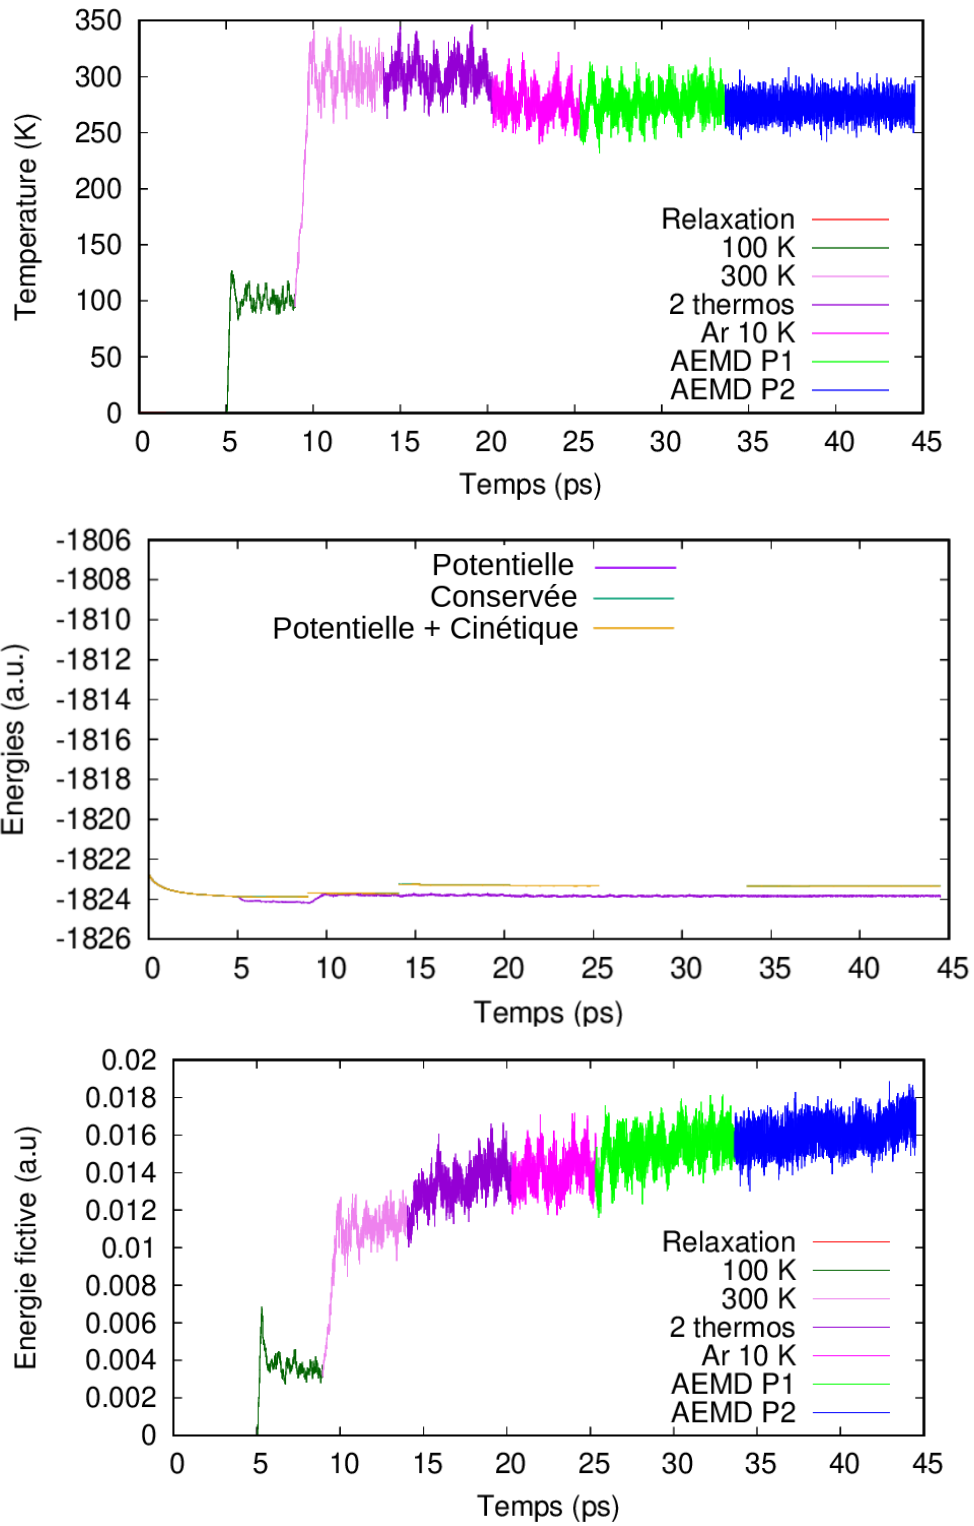 350
300
250
200
150
100
50
0
Temperature (K)
Relaxation
100 K
300 K
2 thermos
Ar 10 K
AEMD P1
AEMD P2
0 5 10 15 20 25 30 35 40 45
Temps (ps)
-1806
-1808
-1810
-1812
-1814
-1816
-1818
-1820
-1822
-1824
-1826
Energies (a.u.)
Potentielle
Conservée
Potentielle + Cinétique
0 5 10 15 20 25 30 35 40 45
Temps (ps)
0.02
0.018
0.016
0.014
0.012
0.01
0.008
0.006
0.004
0.002
0
Energie fictive (a.u)
Relaxation
100 K
300 K
2 thermos
Ar 10 K
AEMD P1
AEMD P2
0 5 10 15 20 25 30 35 40 45
Temps (ps)